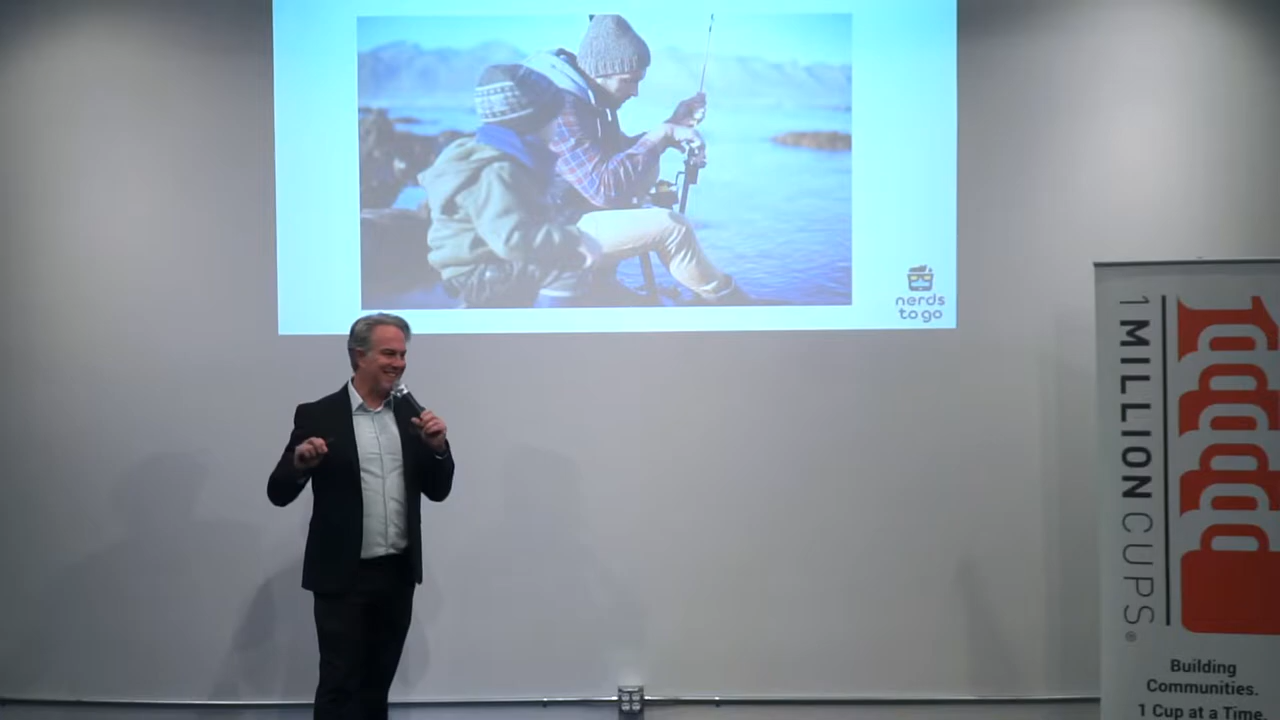 nerds
to go
1 MILLION CUPS®
Building
Communities.
1 Cup at a Time